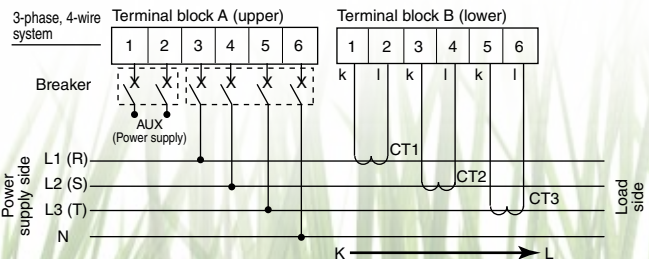 3-phase, 4-wire
system
Terminal block A (upper)
1 2 3 4 5 6
Terminal block B (lower)
1 2 3 4 5 6
k l k l k l
Breaker
AUX
(Power supply)
Power
supply side
L1 (R)
L2 (S)
L3 (T)
N
CT1
CT2
CT3
Load
side
K L